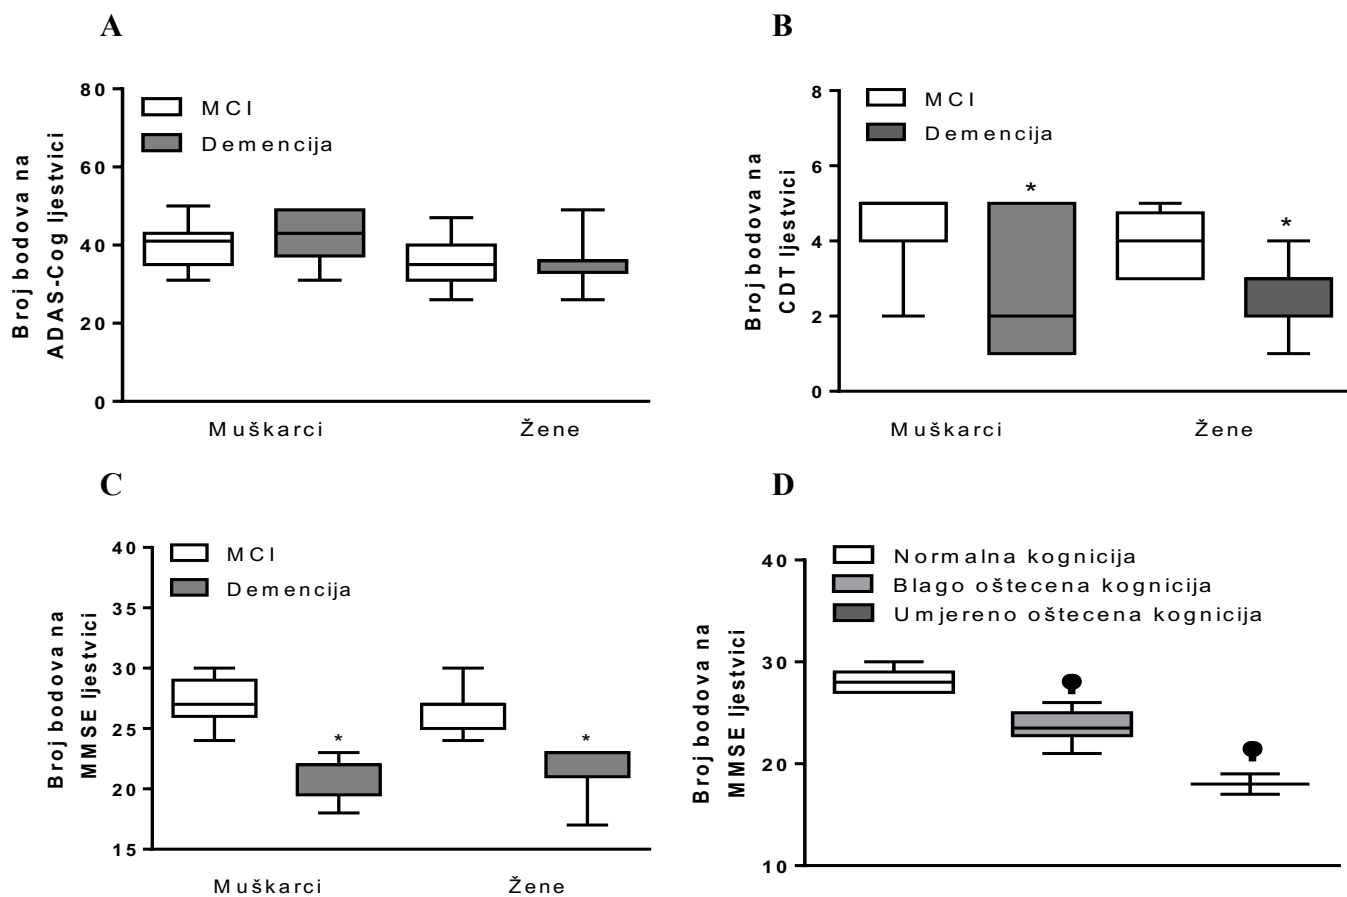 A
Broj bodova na
ADAS-Cog ljestvici
80
60
40
20
0
MCI
Demencija
Muškarci
Žene
B
Broj bodova na
CDT ljestvici
8
6
4
2
0
MCI
Demencija
*
*
Muškarci
Žene
C
Broj bodova na
MMSE ljestvici
40
35
30
25
20
15
MCI
Demencija
*
*
Muškarci
Žene
D
Broj bodova na
MMSE ljestvici
40
30
20
10
Normalna kognicija
Blago oštecena kognicija
Umjereno oštecena kognicija